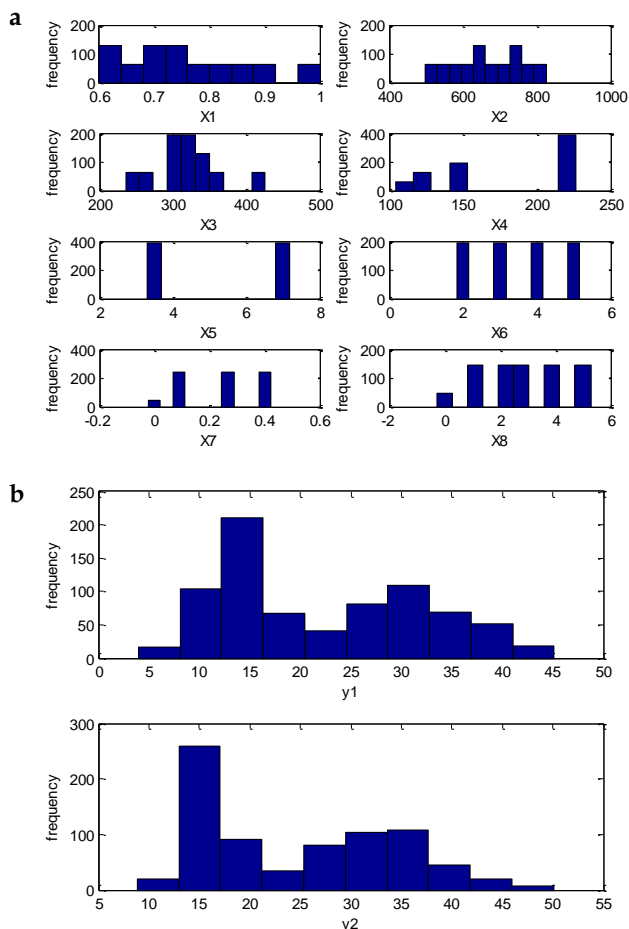 a
200
100
0
frequency
0.6 0.7 0.8 0.9 1
X1
200
100
0
frequency
400 600 800 1000
X2
200
100
0
frequency
200 300 400 500
X3
400
200
0
frequency
100 150 200 250
X4
400
200
0
frequency
2 4 6 8
X5
200
100
0
frequency
0 2 4 6
X6
400
200
0
frequency
-0.2 0 0.2 0.4 0.6
X7
200
100
0
frequency
-2 0 2 4 6
X8
b
250
200
150
100
50
0
frequency
0 5 10 15 20 25 30 35 40 45 50
y1
300
200
100
0
frequency
5 10 15 20 25 30 35 40 45 50 55
y2